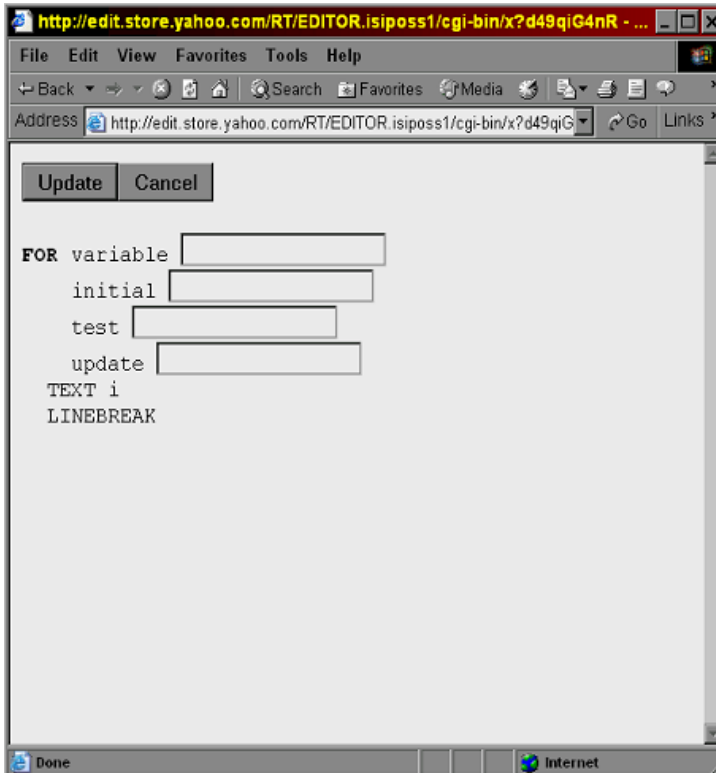 http://edit.store.yahoo.com/RT/EDITOR.isiposs1/cgi-bin/x?d49qiG4nR - ...
File Edit View Favorites Tools Help
Back Search Favorites Media
Address http://edit.store.yahoo.com/RT/EDITOR.isiposs1/cgi-bin/x?d49qiG Go Links
Update Cancel
FOR variable
initial
test
update
TEXT i
LINEBREAK
Done Internet